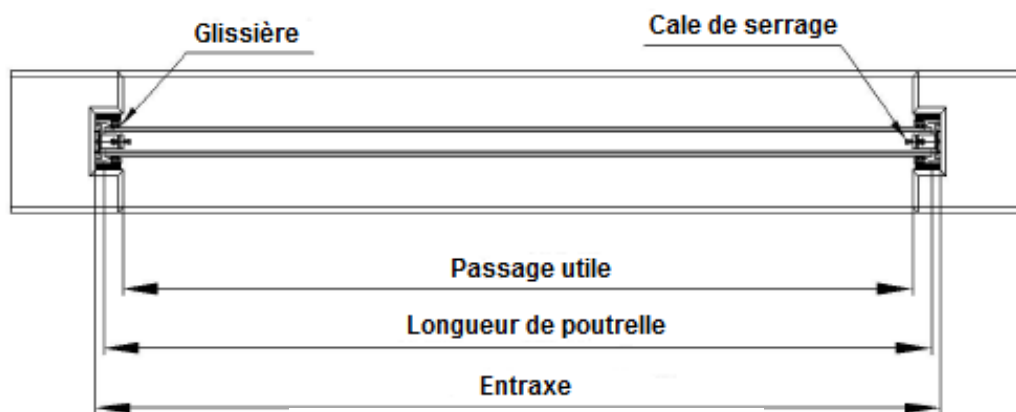 Glissière
Cale de serrage
Passage utile
Longueur de poutrelle
Entraxe